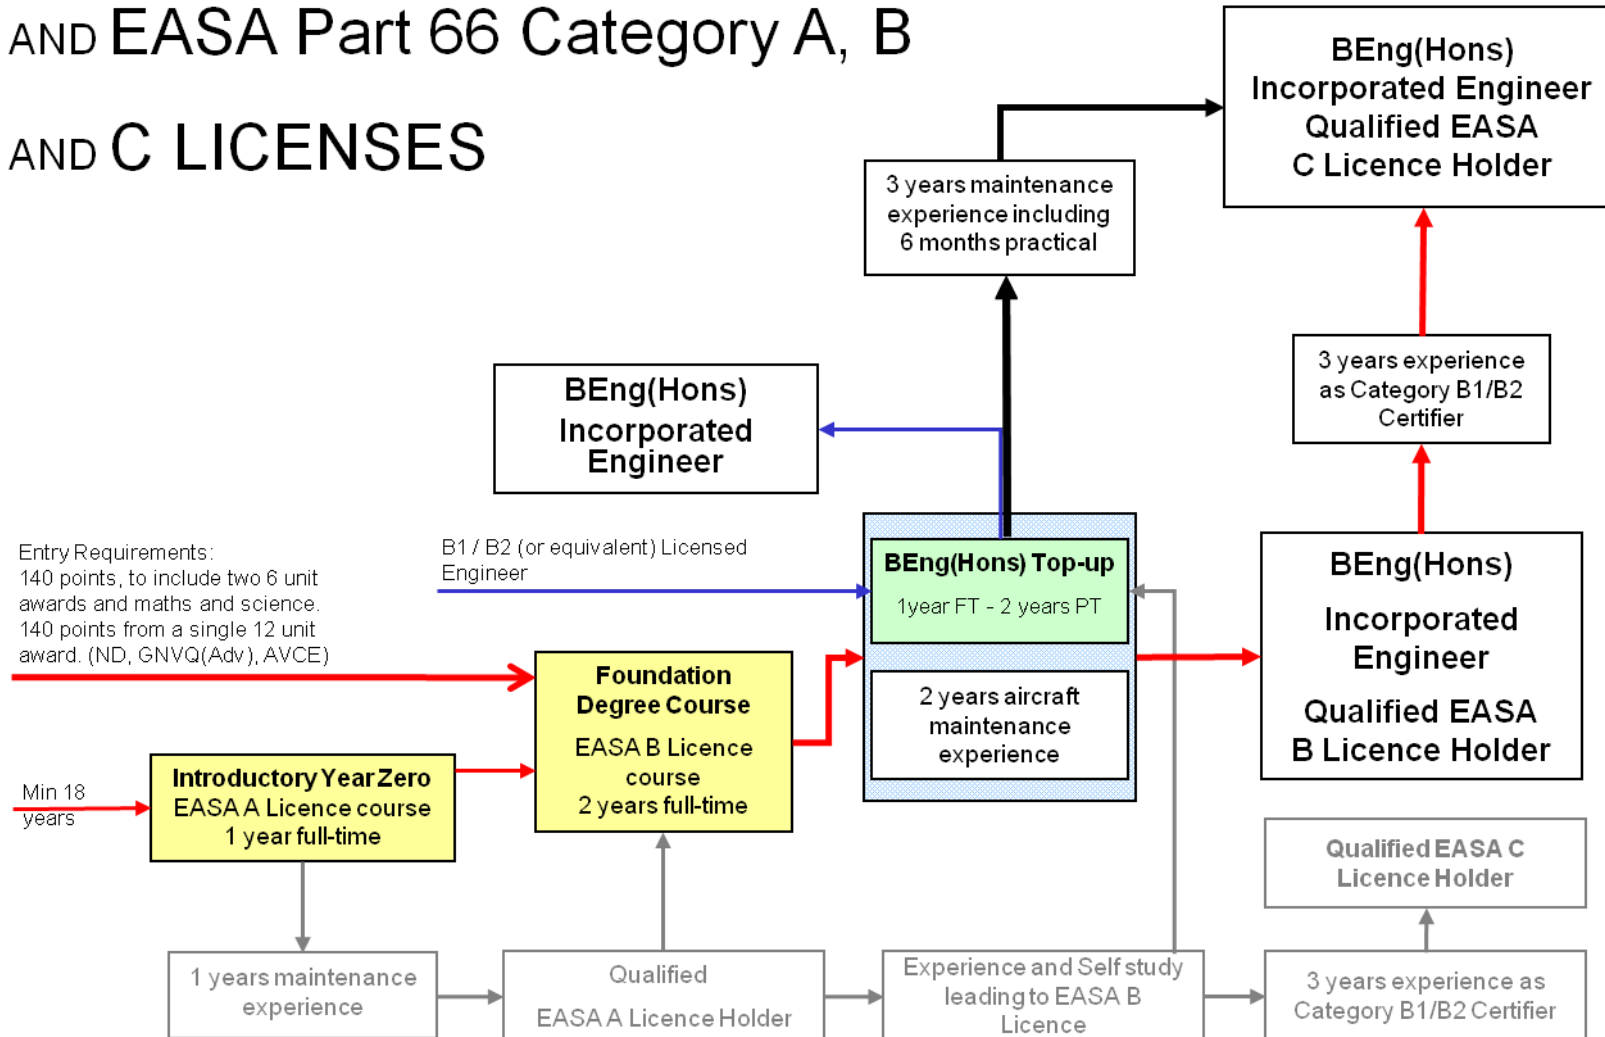 AND EASA Part 66 Category A, B
AND C LICENSES
BEng(Hons)
Incorporated Engineer
Qualified EASA
C Licence Holder
3 years maintenance
experience including
6 months practical
3 years experience
as Category B1/B2
Certifier
BEng(Hons)
Incorporated
Engineer
Entry Requirements:
140 points, to include two 6 unit
awards and maths and science.
140 points from a single 12 unit
award. (ND, GNVQ(Adv), AVCE)
B1 / B2 (or equivalent) Licensed
Engineer
BEng(Hons) Top-up
1year FT - 2 years PT
2 years aircraft
maintenance
experience
BEng(Hons)
Incorporated
Engineer
Qualified EASA
B Licence Holder
Foundation
Degree Course
EASA B Licence
course
2 years full-time
Min 18
years
Introductory Year Zero
EASA A Licence course
1 year full-time
Qualified EASA C
Licence Holder
1 years maintenance
experience
Qualified
EASA A Licence Holder
Experience and Self study
leading to EASA B
Licence
3 years experience as
Category B1/B2 Certifier